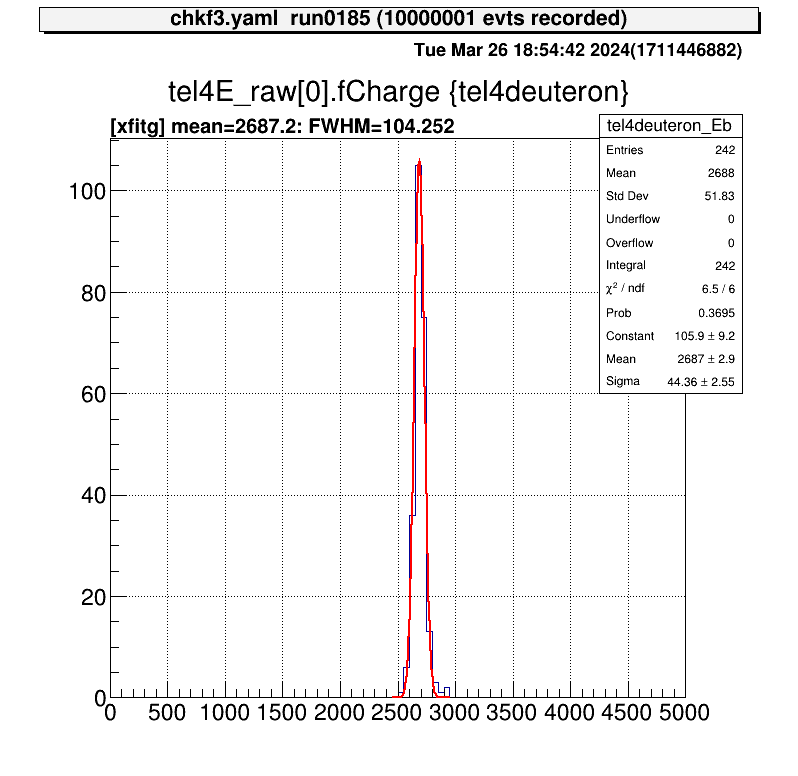 chkf3.yaml  run0185 (10000001 evts recorded)
Tue Mar 26 18:54:42 2024(1711446882)
tel4E_raw[0].fCharge {tel4deuteron}
[xfitg] mean=2687.2: FWHM=104.252
tel4deuteron_Eb
Entries 242
Mean 2688
Std Dev 51.83
Underflow 0
Overflow 0
Integral 242
χ² / ndf 6.5 / 6
Prob 0.3695
Constant 105.9 ± 9.2
Mean 2687 ± 2.9
Sigma 44.36 ± 2.55
100
80
60
40
20
0
0 500 1000 1500 2000 2500 3000 3500 4000 4500 5000